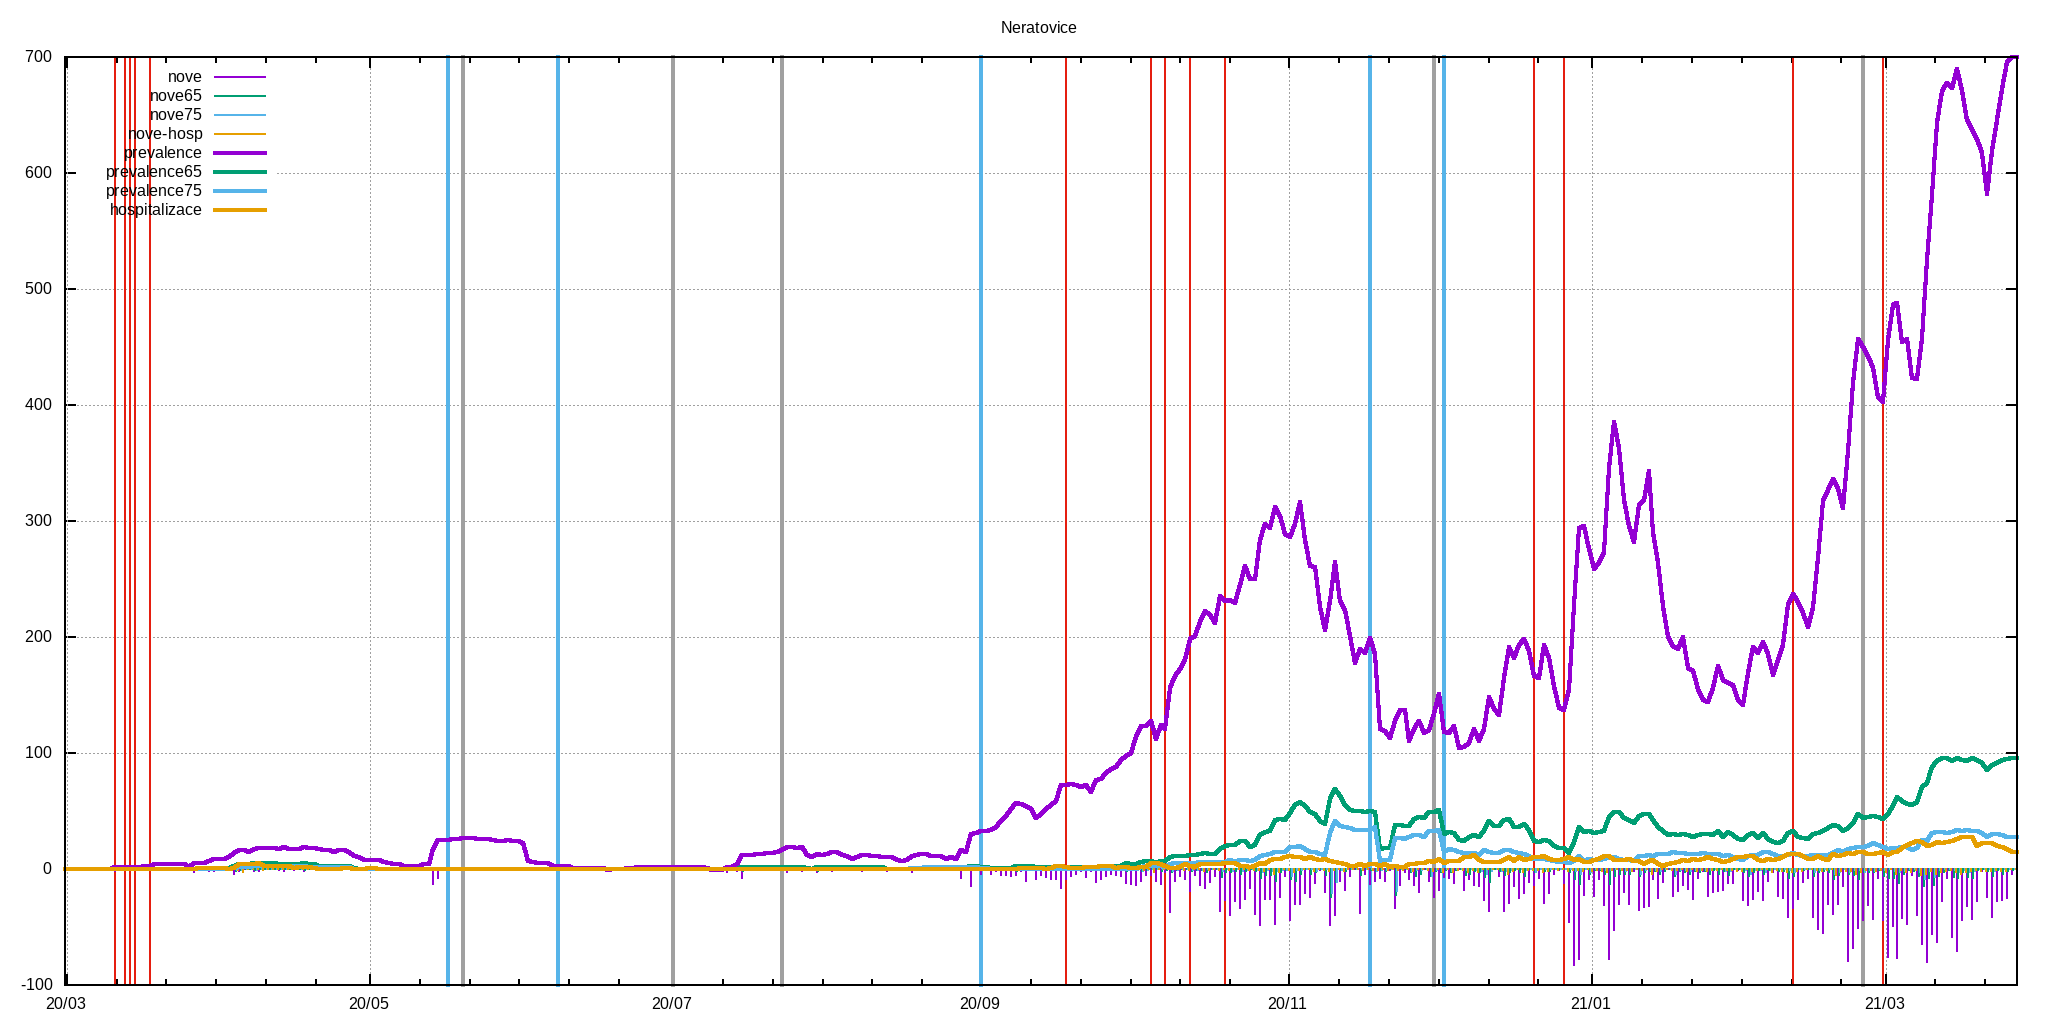 Neratovice
700
600
500
400
300
200
100
0
-100
nove
nove65
nove75
nove-hosp
prevalence
prevalence65
prevalence75
hospitalizace
20/03
20/05
20/07
20/09
20/11
21/01
21/03